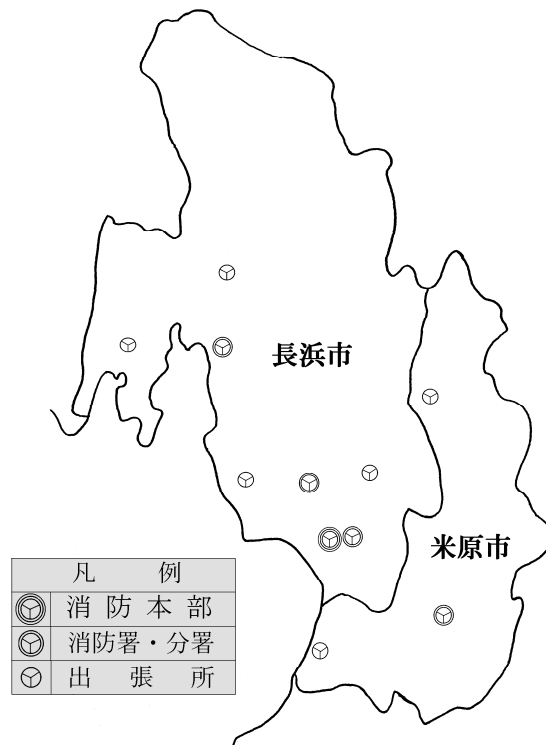 長浜市
米原市
凡 例
消防本部
消防署・分署
出張所